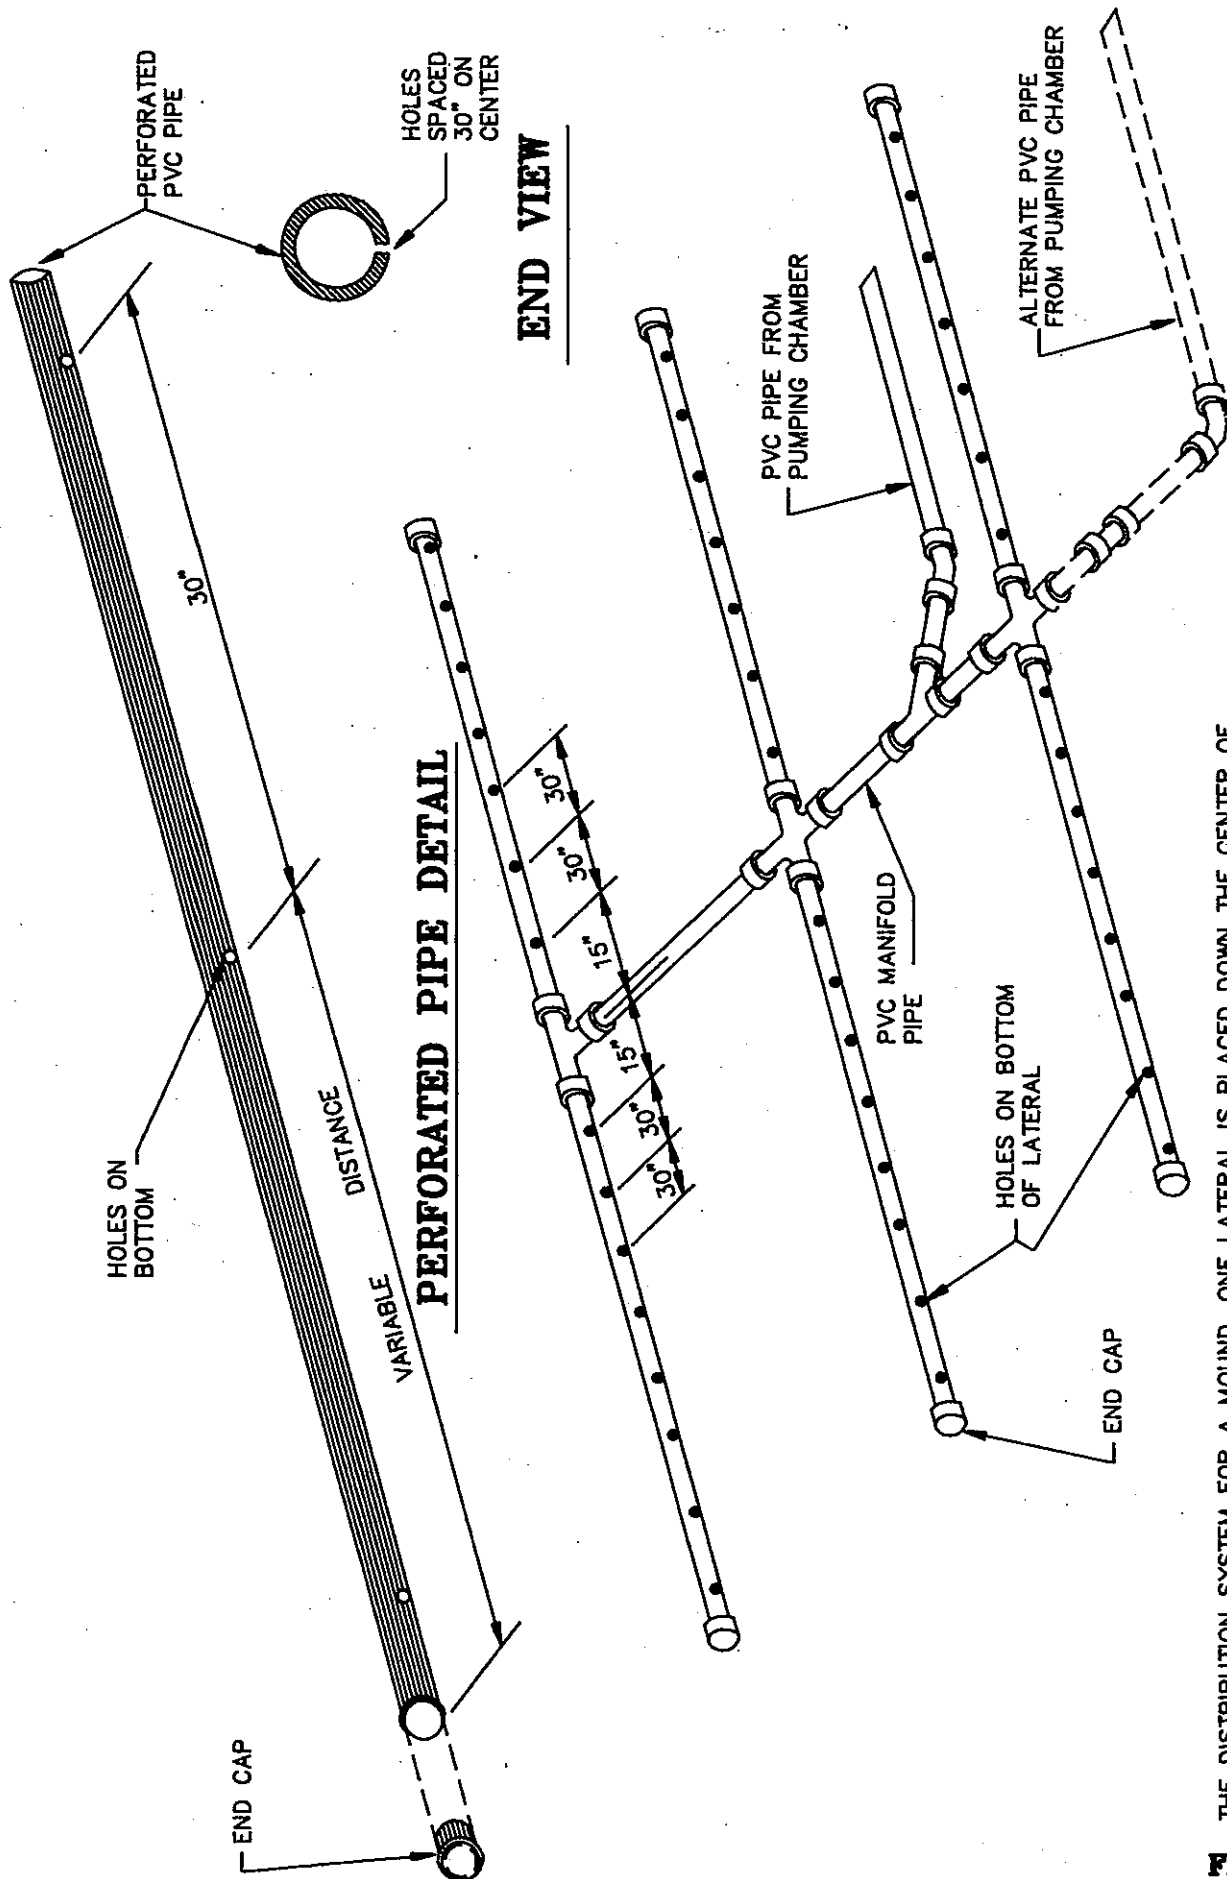 END CAP
HOLES ON
BOTTOM
PERFORATED
PVC PIPE
VARIABLE
DISTANCE
30"
HOLES
SPACED
30" ON
CENTER
PERFORATED PIPE DETAIL
END VIEW
30"
30"
15"
15"
30"
30"
PVC PIPE FROM
PUMPING CHAMBER
PVC MANIFOLD
PIPE
HOLES ON BOTTOM
OF LATERAL
ALTERNATE PVC PIPE
FROM PUMPING CHAMBER
END CAP
THE DISTRIBUTION SYSTEM FOR A MOUND. ONE LATERAL IS PLACED DOWN THE CENTER OF